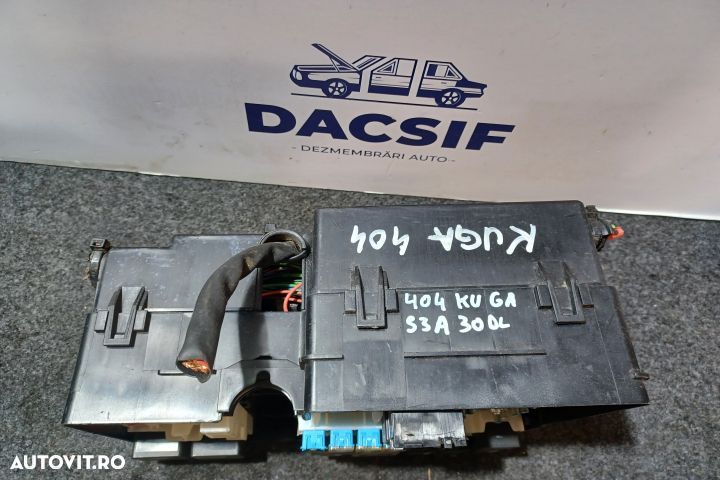 DACSIF
- DEZMEMBRĂRI AUTO -
KUGA 404
404 KUGA
S3A 30DL
AUTOVIT.RO